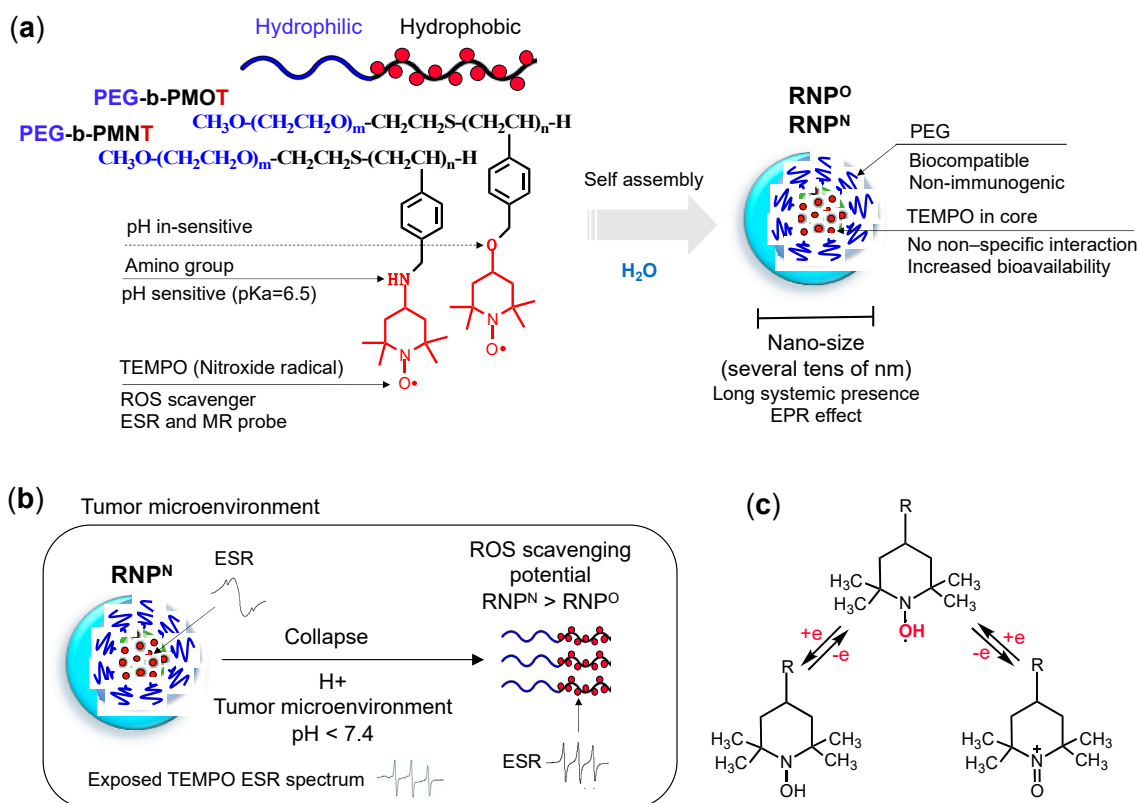 (a)
Hydrophilic Hydrophobic
PEG-b-PMOT
CH3O-(CH2CH2O)m-CH2CH2S-(CH2CH)n-H
PEG-b-PMNT
CH3O-(CH2CH2O)m-CH2CH2S-(CH2CH)n-H
pH in-sensitive
O
Amino group
HN
pH sensitive (pKa=6.5)
N
O•
N
O•
TEMPO (Nitroxide radical)
ROS scavenger
ESR and MR probe
Self assembly
H2O
RNPO
RNPN
PEG
Biocompatible
Non-immunogenic
TEMPO in core
No non–specific interaction
Increased bioavailability
Nano-size
(several tens of nm)
Long systemic presence
EPR effect
(b)
Tumor microenvironment
RNPN
ESR
Collapse
H+
Tumor microenvironment
pH < 7.4
ROS scavenging
potential
RNPN > RNPO
ESR
Exposed TEMPO ESR spectrum
(c)
R
H3C CH3
H3C N CH3
•OH
+e
-e
+e
-e
R
H3C CH3
H3C N CH3
OH
R
H3C CH3
H3C N+ CH3
O